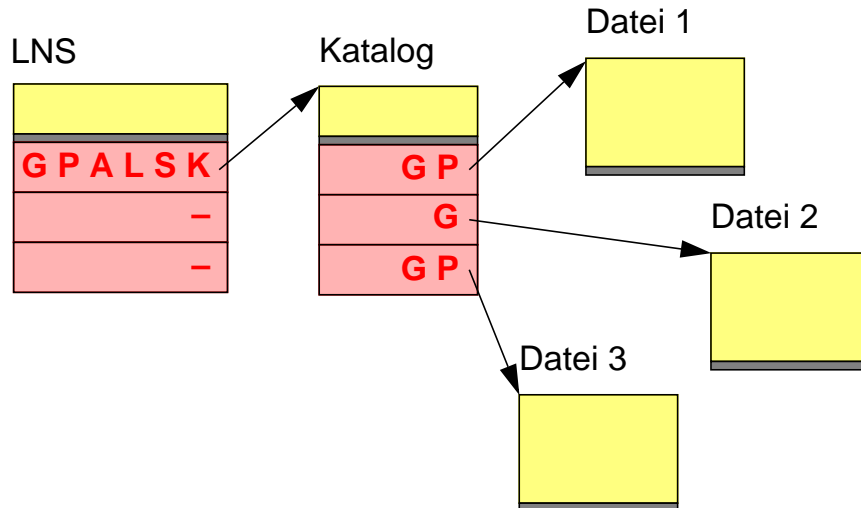 LNS
G P A L S K
–
–
Katalog
G P
G
G P
Datei 1
Datei 2
Datei 3